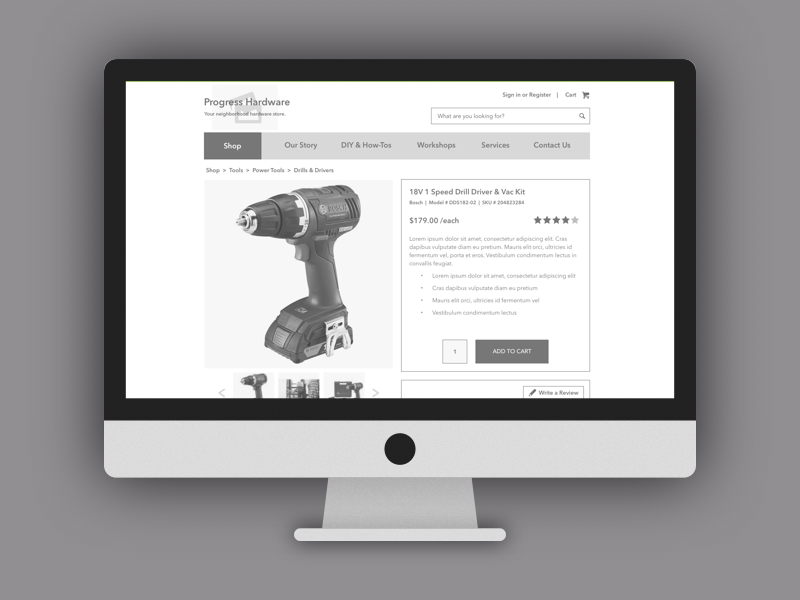 Progress Hardware
Your neighborhood hardware store.
Sign in or Register | Cart
What are you looking for?
Shop
Our Story
DIY & How-Tos
Workshops
Services
Contact Us
Shop > Tools > Power Tools > Drills & Drivers
BOSCH
18V 1 Speed Drill Driver & Vac Kit
Bosch | Model # DDS182-02 | SKU # 204823284
$179.00 /each
Lorem ipsum dolor sit amet, consectetur adipiscing elit. Cras
dapibus vulputate diam eu pretium. Mauris elit orci, ultricies id
fermentum vel, porta et eros. Vestibulum condimentum lectus in
convallis feugiat.
• Lorem ipsum dolor sit amet, consectetur adipiscing elit
• Cras dapibus vulputate diam eu pretium
• Mauris elit orci, ultricies id fermentum vel
• Vestibulum condimentum lectus
1
ADD TO CART
< >
Write a Review